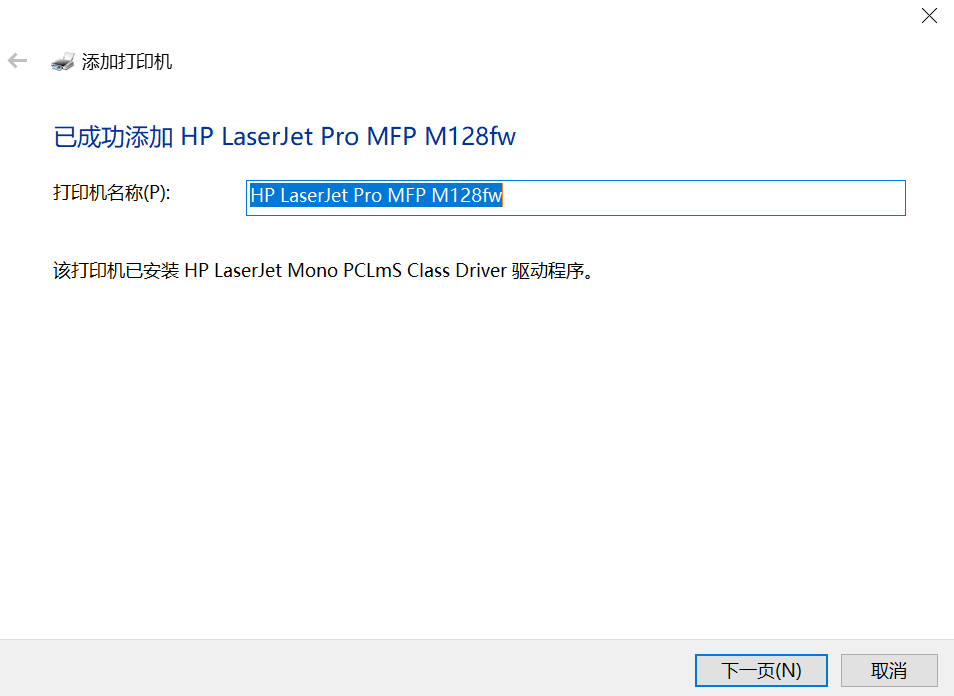 添加打印机
已成功添加 HP LaserJet Pro MFP M128fw
打印机名称(P):
HP LaserJet Pro MFP M128fw
该打印机已安装 HP LaserJet Mono PCLmS Class Driver 驱动程序。
下一页(N)
取消